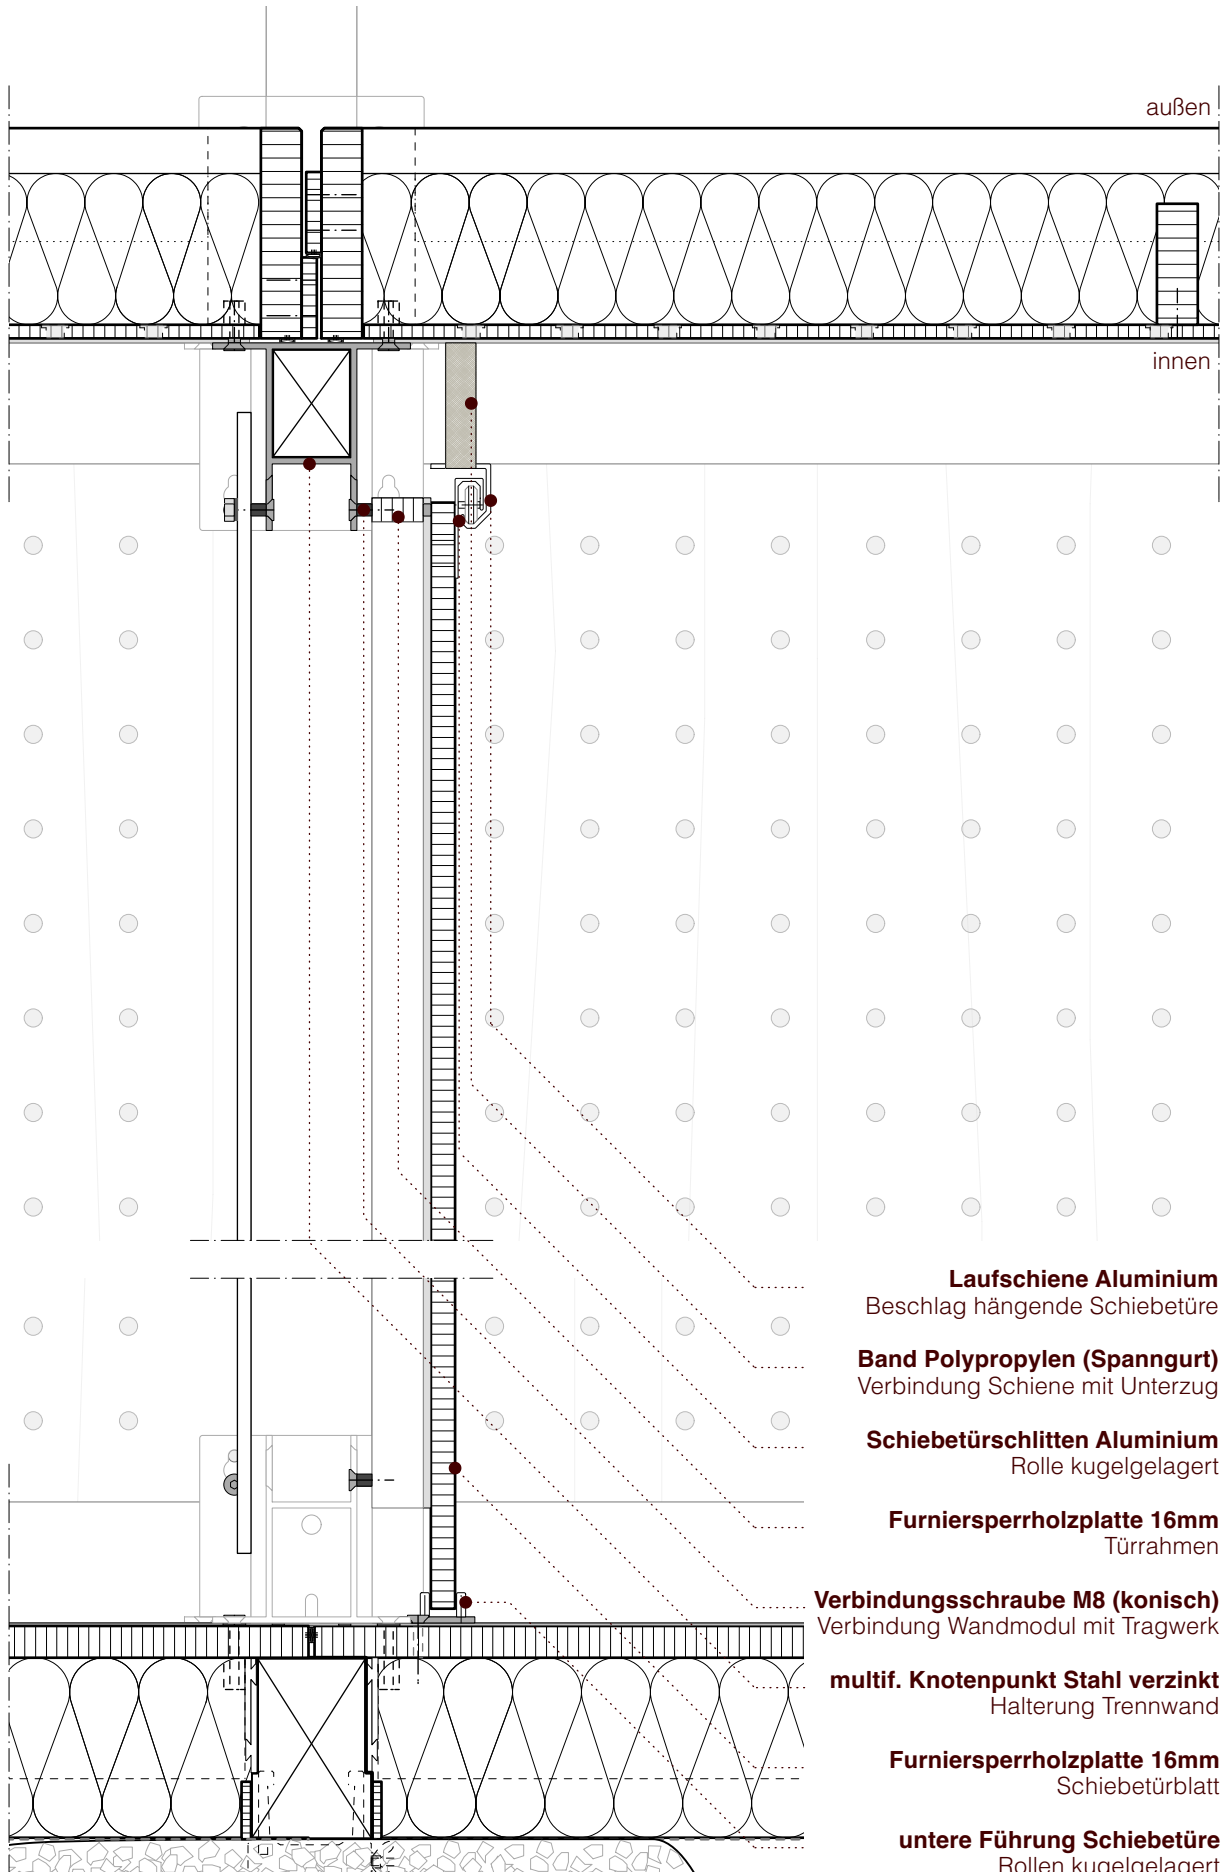 außen
innen
Laufschiene Aluminium
Beschlag hängende Schiebetüre
Band Polypropylen (Spanngurt)
Verbindung Schiene mit Unterzug
Schiebetürschlitten Aluminium
Rolle kugelgelagert
Furniersperrholzplatte 16mm
Türrahmen
Verbindungsschraube M8 (konisch)
Verbindung Wandmodul mit Tragwerk
multif. Knotenpunkt Stahl verzinkt
Halterung Trennwand
Furniersperrholzplatte 16mm
Schiebetürblatt
untere Führung Schiebetüre
Rollen kugelgelagert